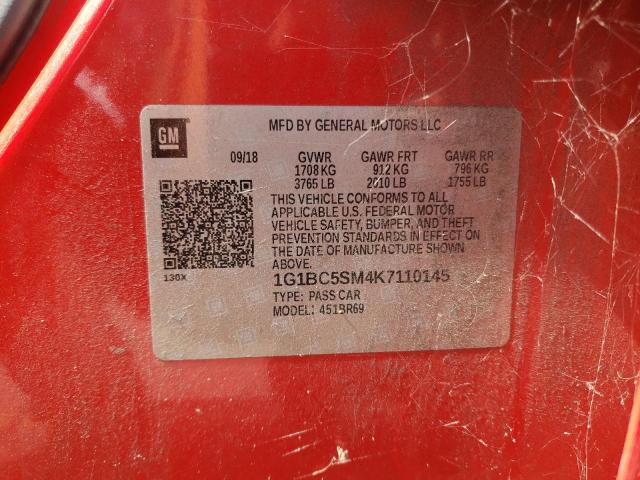 GM
MFD BY GENERAL MOTORS LLC
09/18 GVWR GAWR FRT GAWR RR
1708 KG 912 KG 796 KG
3765 LB 2010 LB 1755 LB
THIS VEHICLE CONFORMS TO ALL
APPLICABLE U.S. FEDERAL MOTOR
VEHICLE SAFETY, BUMPER, AND THEFT
PREVENTION STANDARDS IN EFFECT ON THE
DATE OF MANUFACTURE SHOWN
ABOVE.
130X
1G1BC5SM4K7110145
TYPE: PASS CAR
MODEL: 451BR69